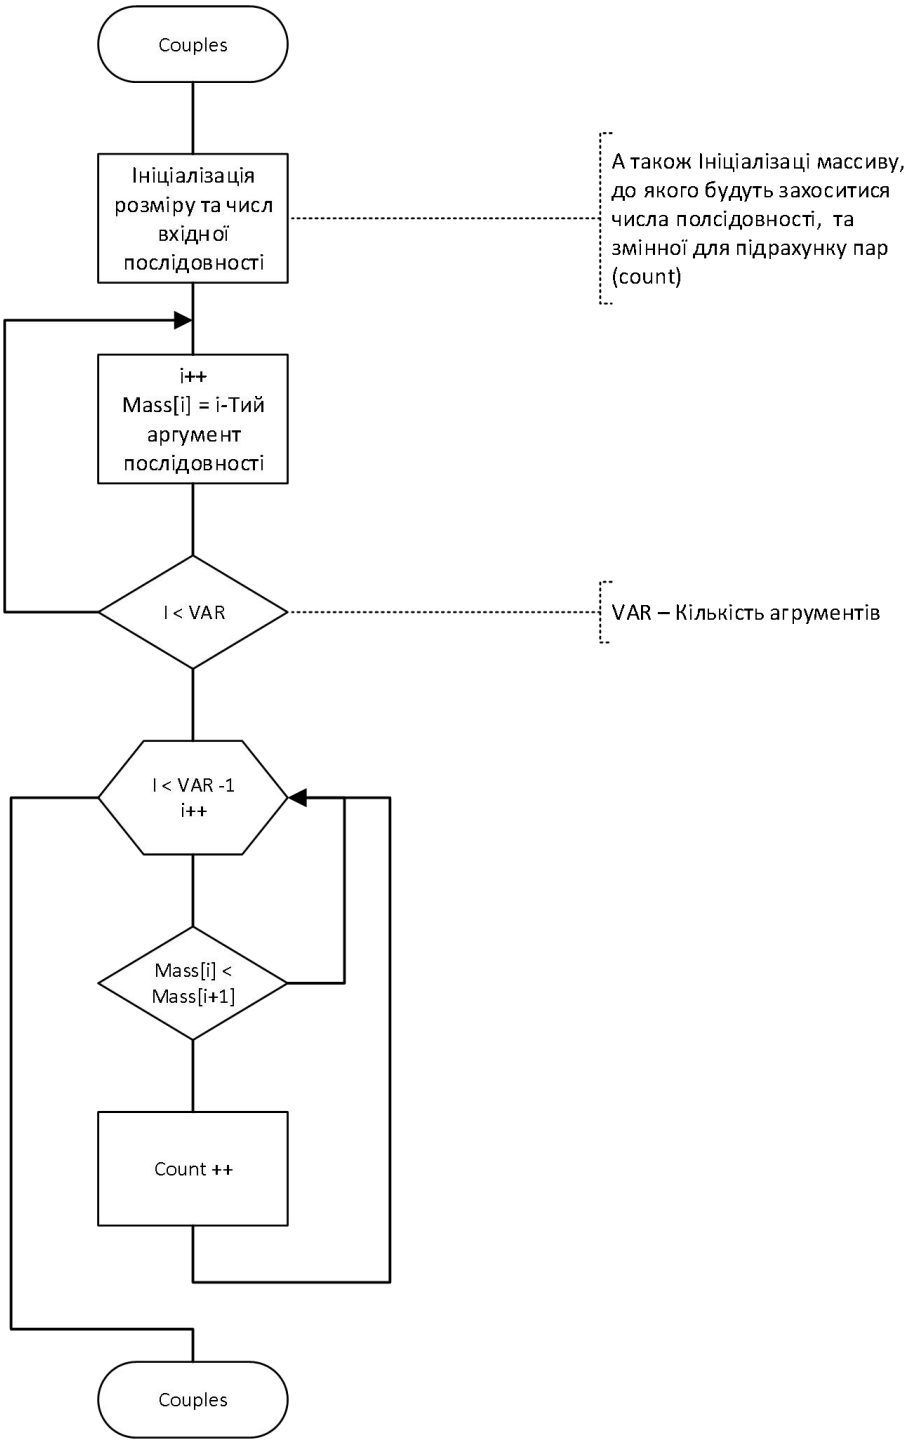 Couples
Ініціалізація
розміру та числ
вхідної
послідовності
А також Ініціалізаці массиву,
до якого будуть захоситися
числа полсідовності, та
змінної для підрахунку пар
(count)
i++
Mass[i] = i-Тий
аргумент
послідовності
I < VAR
VAR – Кількість агрументів
I < VAR -1
i++
Mass[i] <
Mass[i+1]
Count ++
Couples